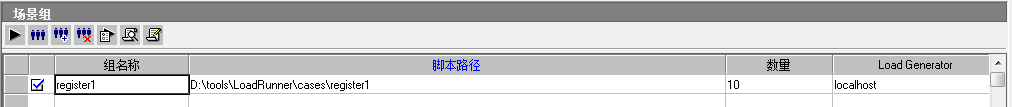 场景组
组名称 脚本路径 数量 Load Generator
register1 D:\tools\LoadRunner\cases\register1 10 localhost